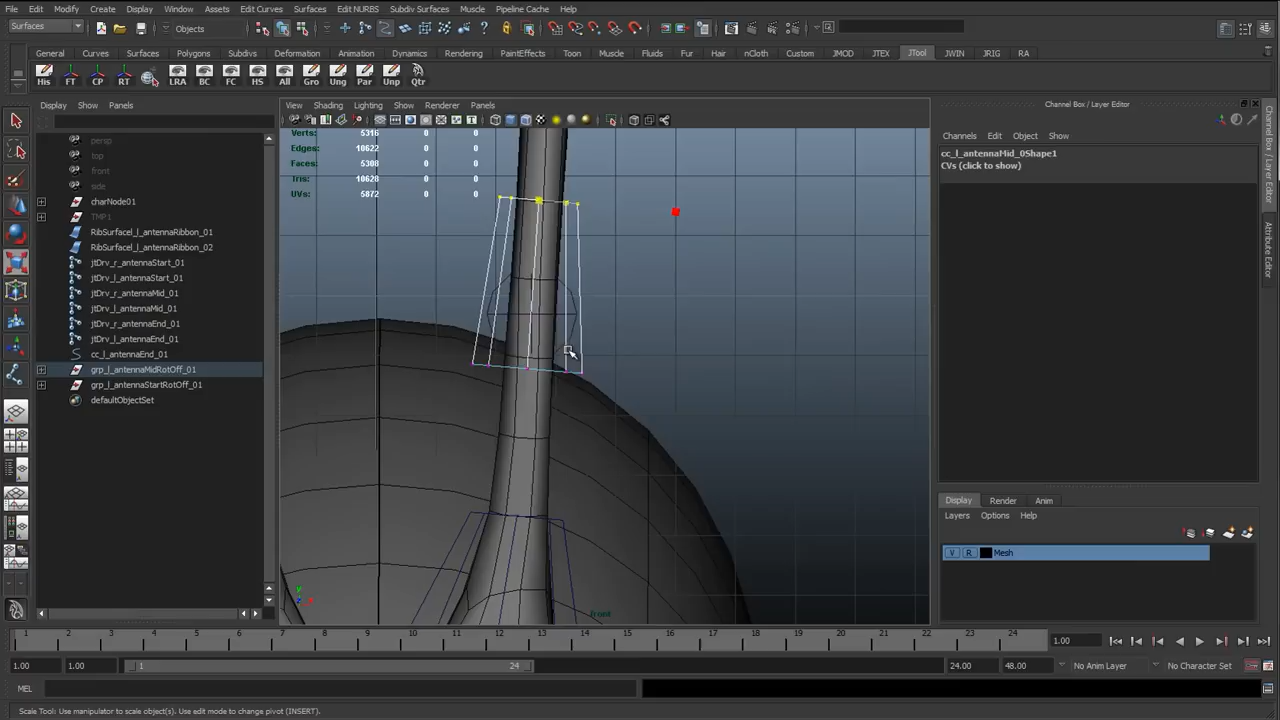 File Edit Modify Create Display Window Assets Edit Curves Surfaces Edit NURBS Subdiv Surfaces Muscle Pipeline Cache Help
Surfaces Objects
General Curves Surfaces Polygons Subdivs Deformation Animation Dynamics Rendering PaintEffects Toon Muscle Fluids Fur Hair nCloth Custom JMOD JTEX JTool JWIN JRIG RA
His FT CP RT LRA BC FC HS All Gro Ung Par Unp Qtr
Display Show Panels
View Shading Lighting Show Renderer Panels
Channel Box / Layer Editor
persp
top
front
side
charNode01
TMP1
RibSurfacel_l_antennaRibbon_01
RibSurfacel_l_antennaRibbon_02
jtDrv_r_antennaStart_01
jtDrv_l_antennaStart_01
jtDrv_r_antennaMid_01
jtDrv_l_antennaMid_01
jtDrv_r_antennaEnd_01
jtDrv_l_antennaEnd_01
cc_l_antennaEnd_01
grp_l_antennaMidRotOff_01
grp_l_antennaStartRotOff_01
defaultObjectSet
Verts: 5316 0 0
Edges: 10622 0 0
Faces: 5308 0 0
Tris: 10628 0 0
UVs: 5872 0 0
front
Channels Edit Object Show
cc_l_antennaMid_0Shape1
CVs (click to show)
Display Render Anim
Layers Options Help
V R Mesh
Channel Box / Layer Editor
Attribute Editor
1 2 3 4 5 6 7 8 9 10 11 12 13 14 15 16 17 18 19 20 21 22 23 24 1.00
1.00 1.00 1 24 24.00 48.00 No Anim Layer No Character Set
MEL
Scale Tool: Use manipulator to scale object(s). Use edit mode to change pivot (INSERT).